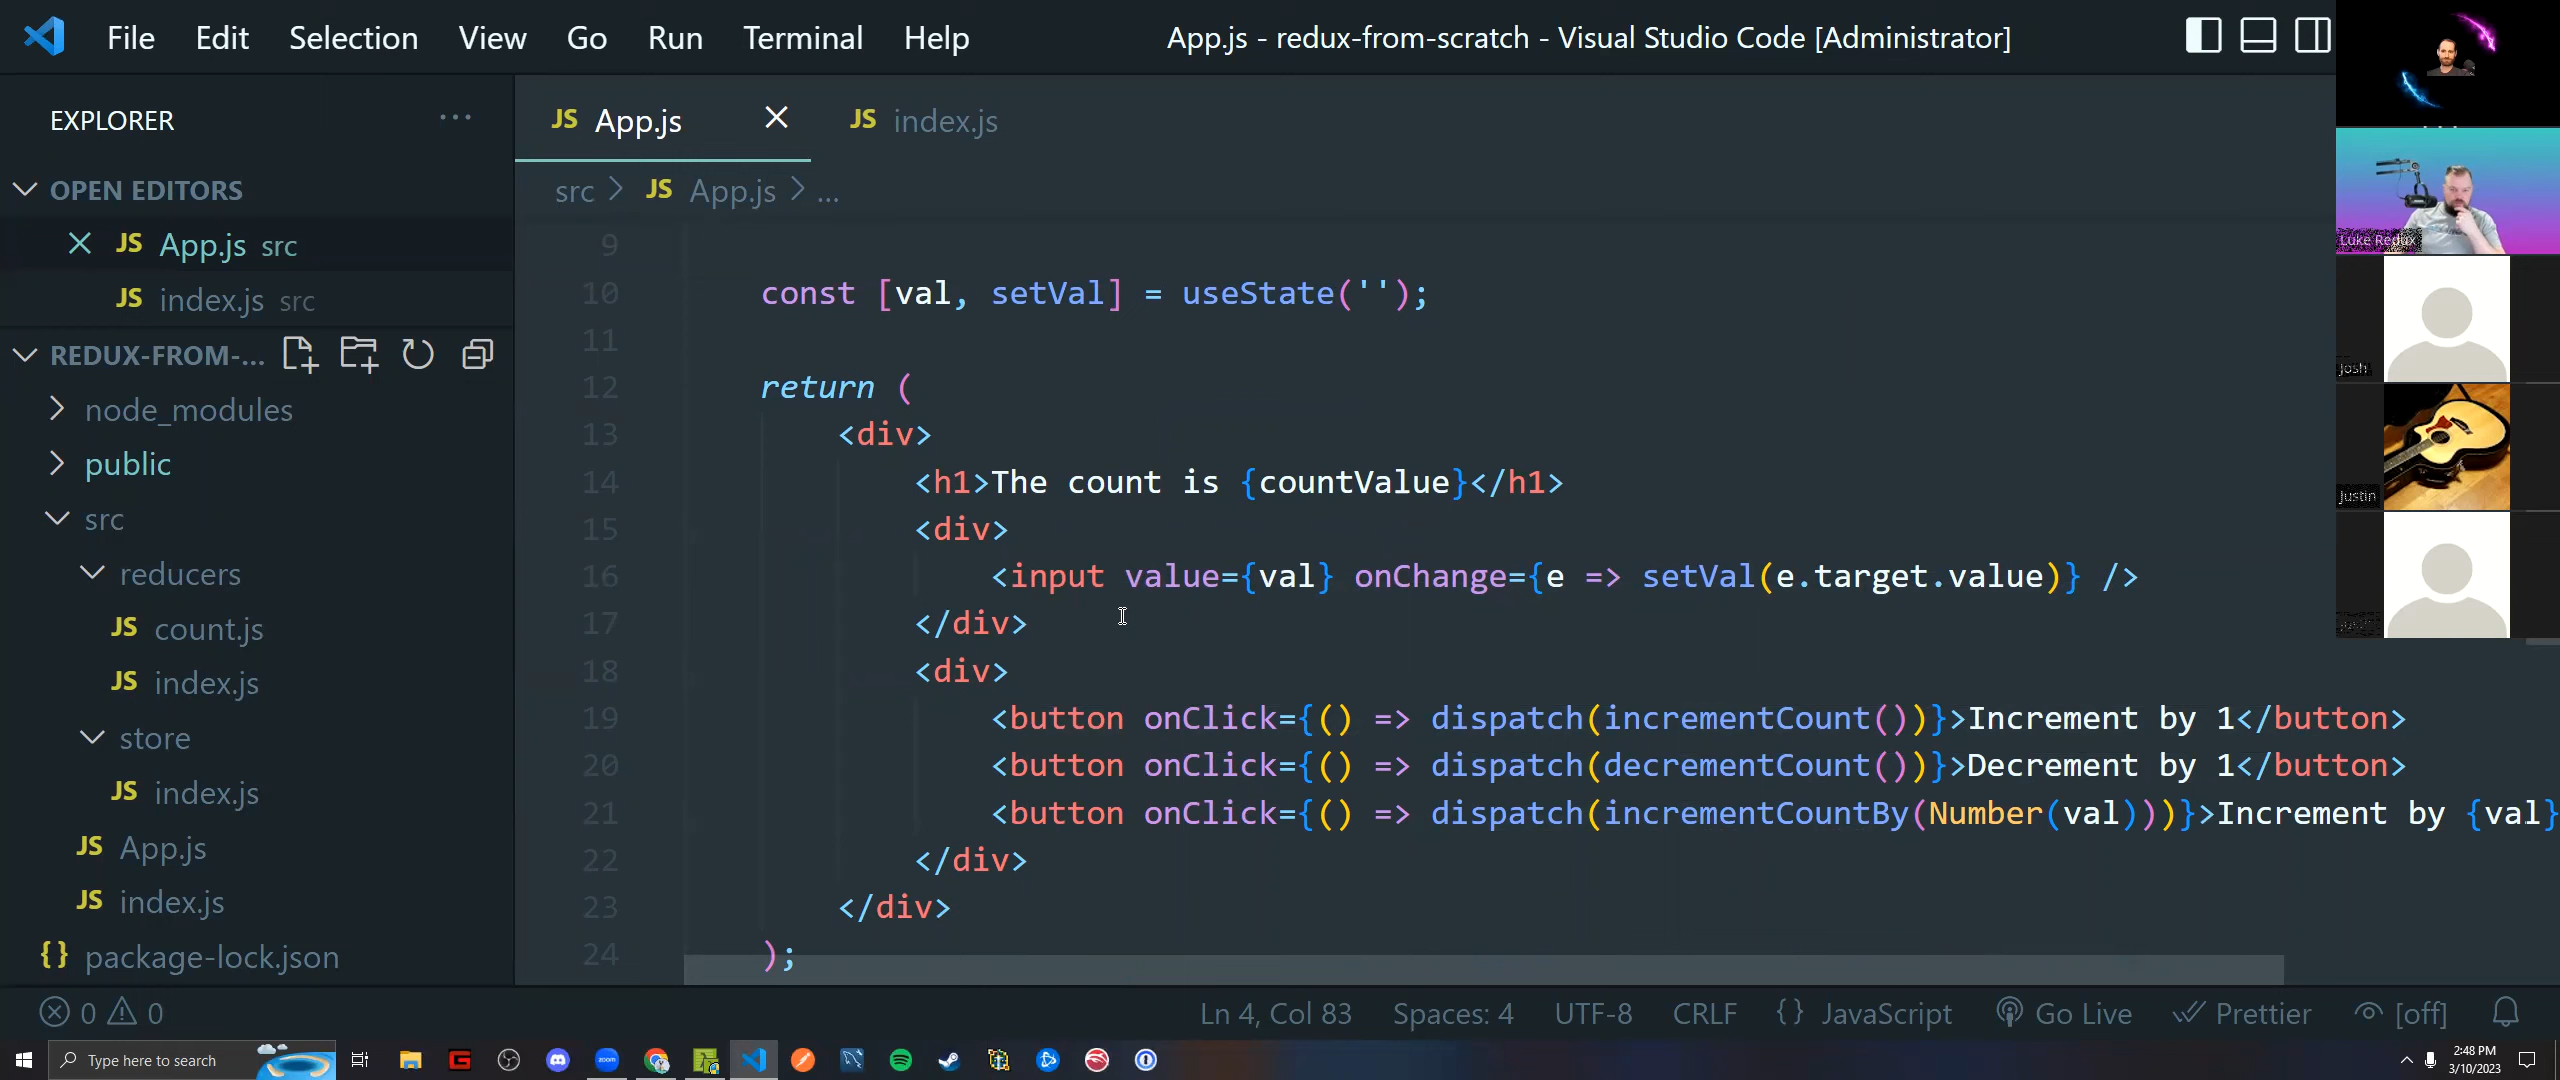 File Edit Selection View Go Run Terminal Help
App.js - redux-from-scratch - Visual Studio Code [Administrator]
EXPLORER
OPEN EDITORS
JS App.js src
JS index.js src
REDUX-FROM-...
node_modules
public
src
reducers
JS count.js
JS index.js
store
JS index.js
JS App.js
JS index.js
{} package-lock.json
JS App.js
JS index.js
src > JS App.js > ...
9
10 const [val, setVal] = useState('');
11
12 return (
13 <div>
14 <h1>The count is {countValue}</h1>
15 <div>
16 <input value={val} onChange={e => setVal(e.target.value)} />
17 </div>
18 <div>
19 <button onClick={() => dispatch(incrementCount())}>Increment by 1</button>
20 <button onClick={() => dispatch(decrementCount())}>Decrement by 1</button>
21 <button onClick={() => dispatch(incrementCountBy(Number(val)))}>Increment by {val}
22 </div>
23 </div>
24 );
Luke Redux
Josh
Justin
0 0
Ln 4, Col 83
Spaces: 4
UTF-8
CRLF
{} JavaScript
Go Live
Prettier
[off]
Type here to search
zoom
2:48 PM
3/10/2023